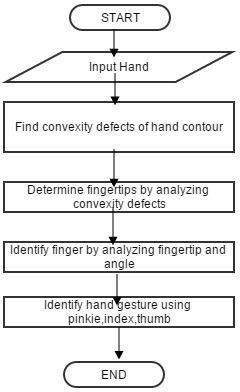 START
Input Hand
Find convexity defects of hand contour
Determine fingertips by analyzing
convexity defects
Identify finger by analyzing fingertip and
angle
Identify hand gesture using
pinkie,index,thumb
END